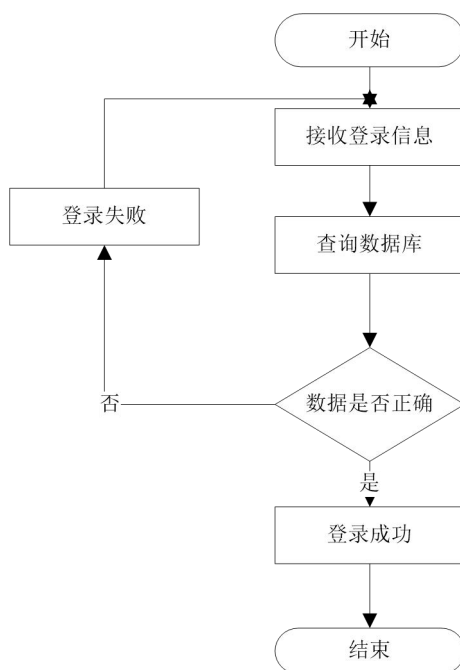 开始
接收登录信息
登录失败
查询数据库
数据是否正确
否
是
登录成功
结束